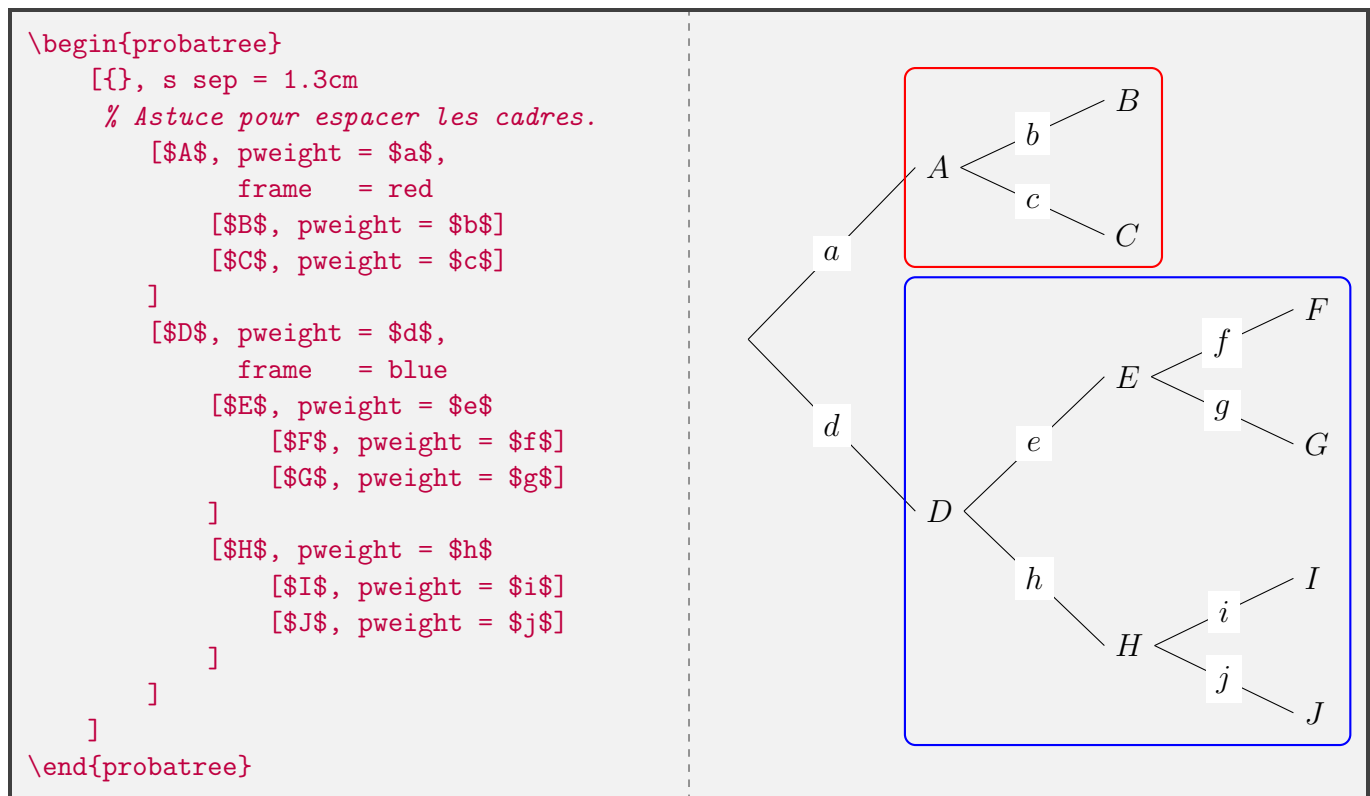 \begin{probatree}
    [{}, s sep = 1.3cm
     % Astuce pour espacer les cadres.
        [$A$, pweight = $a$,
              frame   = red
            [$B$, pweight = $b$]
            [$C$, pweight = $c$]
        ]
        [$D$, pweight = $d$,
              frame   = blue
            [$E$, pweight = $e$
                [$F$, pweight = $f$]
                [$G$, pweight = $g$]
            ]
            [$H$, pweight = $h$
                [$I$, pweight = $i$]
                [$J$, pweight = $j$]
            ]
        ]
    ]
\end{probatree}
B
b
A
c
C
a
F
f
E
g
G
d
e
D
h
I
i
H
j
J